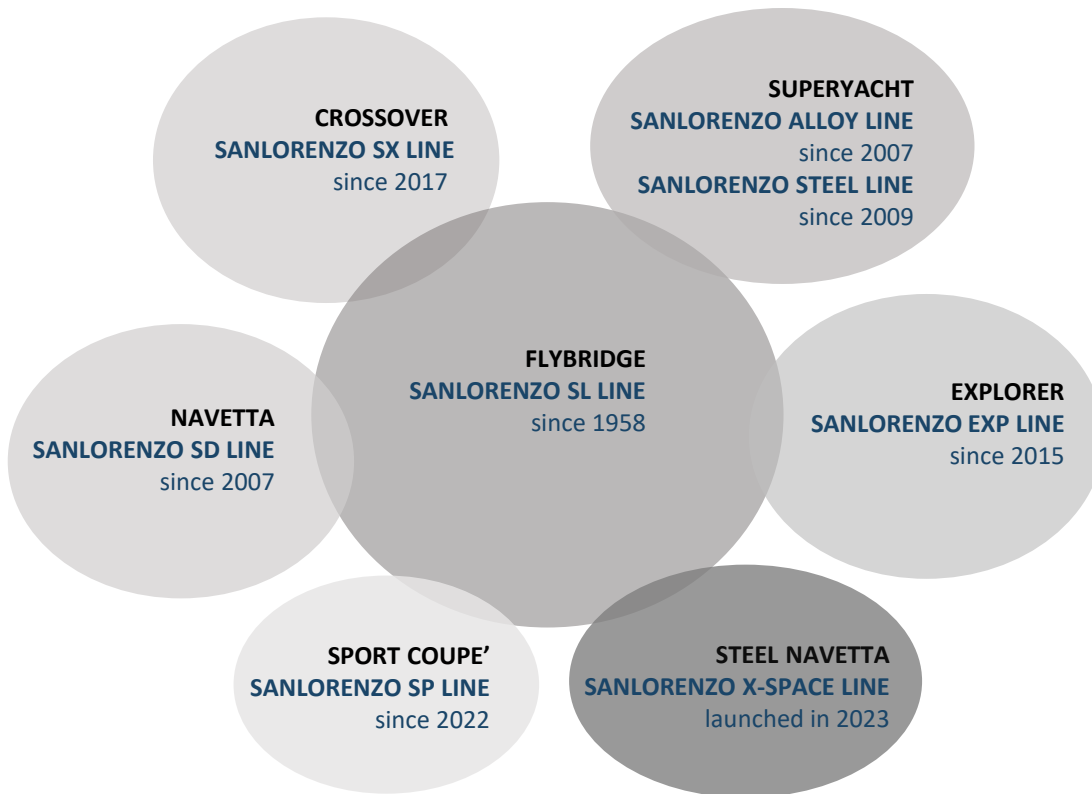 CROSSOVER
SANLORENZO SX LINE
since 2017
SUPERYACHT
SANLORENZO ALLOY LINE
since 2007
SANLORENZO STEEL LINE
since 2009
FLYBRIDGE
SANLORENZO SL LINE
since 1958
NAVETTA
SANLORENZO SD LINE
since 2007
EXPLORER
SANLORENZO EXP LINE
since 2015
SPORT COUPE’
SANLORENZO SP LINE
since 2022
STEEL NAVETTA
SANLORENZO X-SPACE LINE
launched in 2023